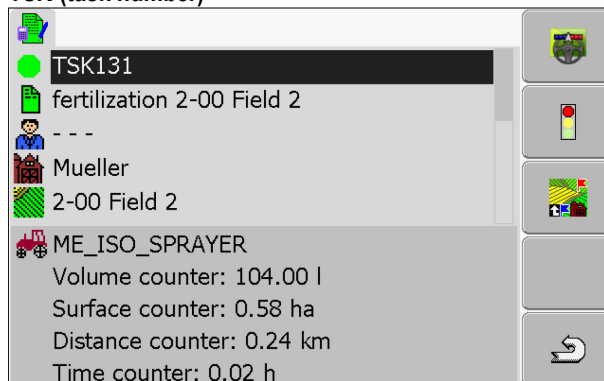 TSK (task number)
TSK131
fertilization 2-00 Field 2
- - -
Mueller
2-00 Field 2
ME_ISO_SPRAYER
Volume counter: 104.00 l
Surface counter: 0.58 ha
Distance counter: 0.24 km
Time counter: 0.02 h